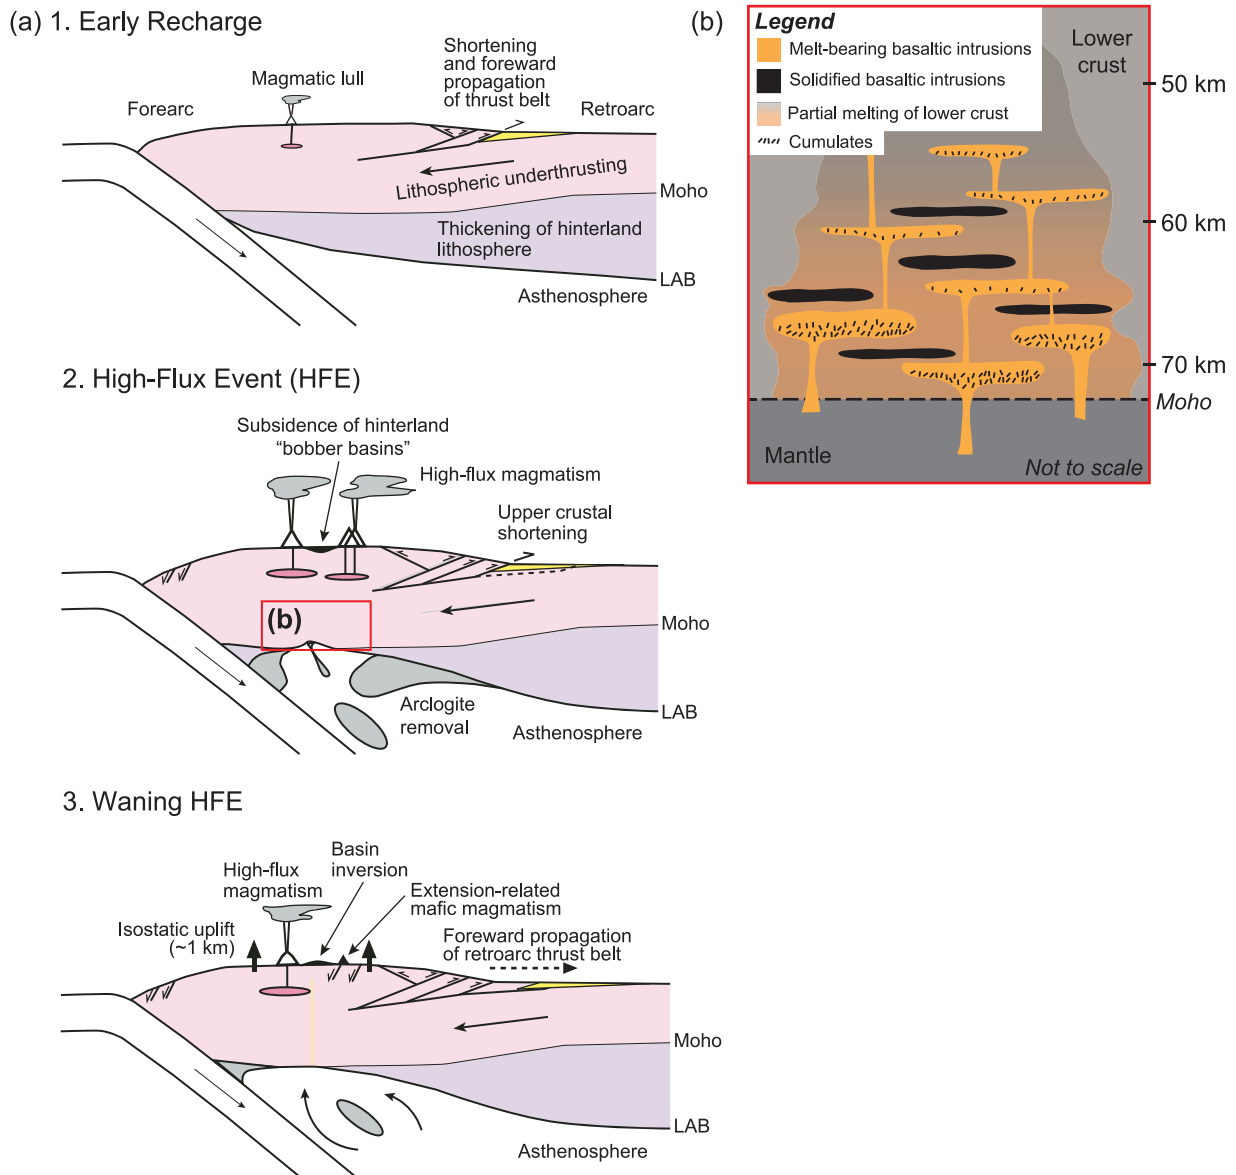 (a) 1. Early Recharge
Shortening
and foreward
propagation
of thrust belt
Magmatic lull
Forearc
Retroarc
Lithospheric underthrusting
Moho
Thickening of hinterland
lithosphere
LAB
Asthenosphere
2. High-Flux Event (HFE)
Subsidence of hinterland
“bobber basins”
High-flux magmatism
Upper crustal
shortening
(b)
Moho
Arclogite
removal
LAB
Asthenosphere
3. Waning HFE
Basin
inversion
High-flux
magmatism
Extension-related
mafic magmatism
Isostatic uplift
(~1 km)
Foreward propagation
of retroarc thrust belt
Moho
LAB
Asthenosphere
(b)
Legend
Melt-bearing basaltic intrusions
Solidified basaltic intrusions
Partial melting of lower crust
Cumulates
Lower
crust
50 km
60 km
70 km
Moho
Mantle
Not to scale